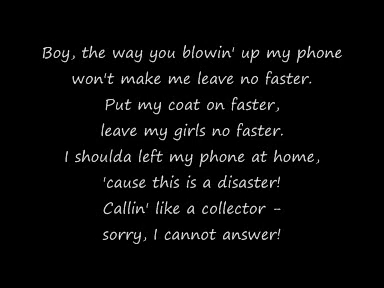 Boy, the way you blowin' up my phone
won't make me leave no faster.
Put my coat on faster,
leave my girls no faster.
I shoulda left my phone at home,
'cause this is a disaster!
Callin' like a collector -
sorry, I cannot answer!